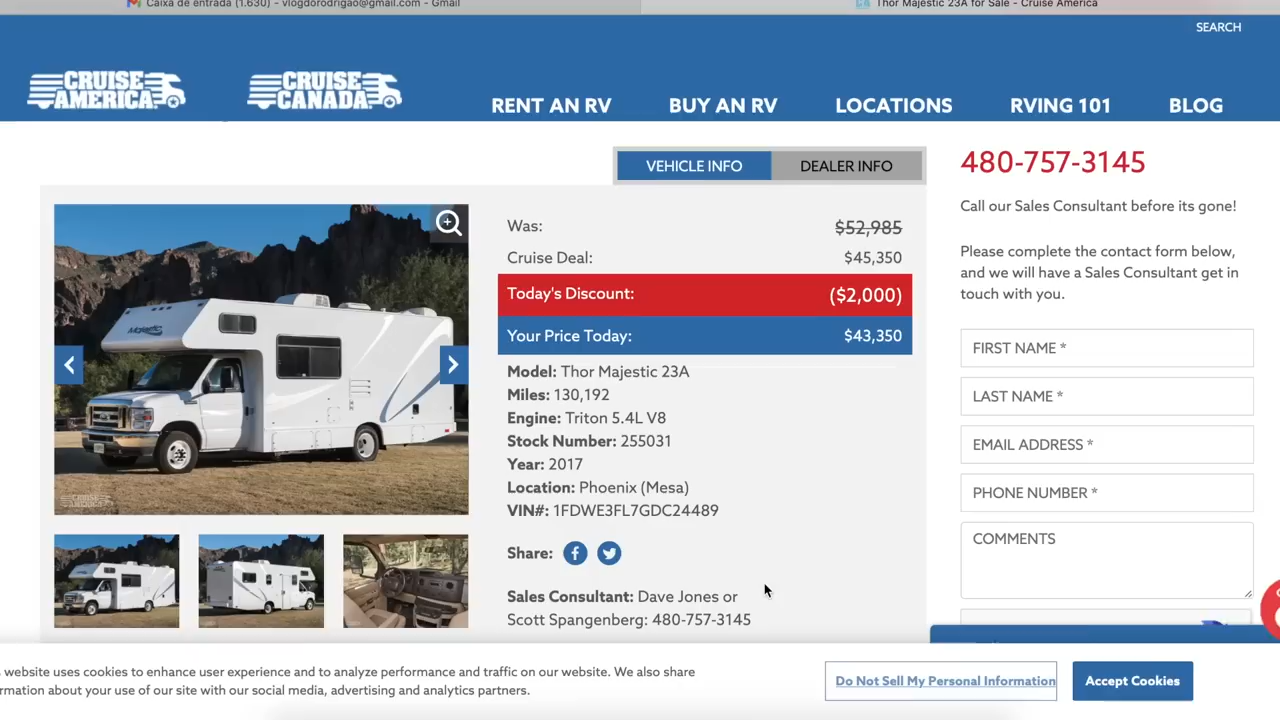 Caixa de entrada (1.630) - vlogdorodrigao@gmail.com - Gmail
Thor Majestic 23A for Sale - Cruise America
SEARCH
CRUISE AMERICA
CRUISE CANADA
RENT AN RV
BUY AN RV
LOCATIONS
RVING 101
BLOG
VEHICLE INFO
DEALER INFO
Was: $52,985
Cruise Deal: $45,350
Today's Discount: ($2,000)
Your Price Today: $43,350
Model: Thor Majestic 23A
Miles: 130,192
Engine: Triton 5.4L V8
Stock Number: 255031
Year: 2017
Location: Phoenix (Mesa)
VIN#: 1FDWE3FL7GDC24489
Share:
Sales Consultant: Dave Jones or
Scott Spangenberg: 480-757-3145
Majestic
480-757-3145
Call our Sales Consultant before its gone!
Please complete the contact form below,
and we will have a Sales Consultant get in
touch with you.
FIRST NAME *
LAST NAME *
EMAIL ADDRESS *
PHONE NUMBER *
COMMENTS
website uses cookies to enhance user experience and to analyze performance and traffic on our website. We also share
rmation about your use of our site with our social media, advertising and analytics partners.
Do Not Sell My Personal Information
Accept Cookies